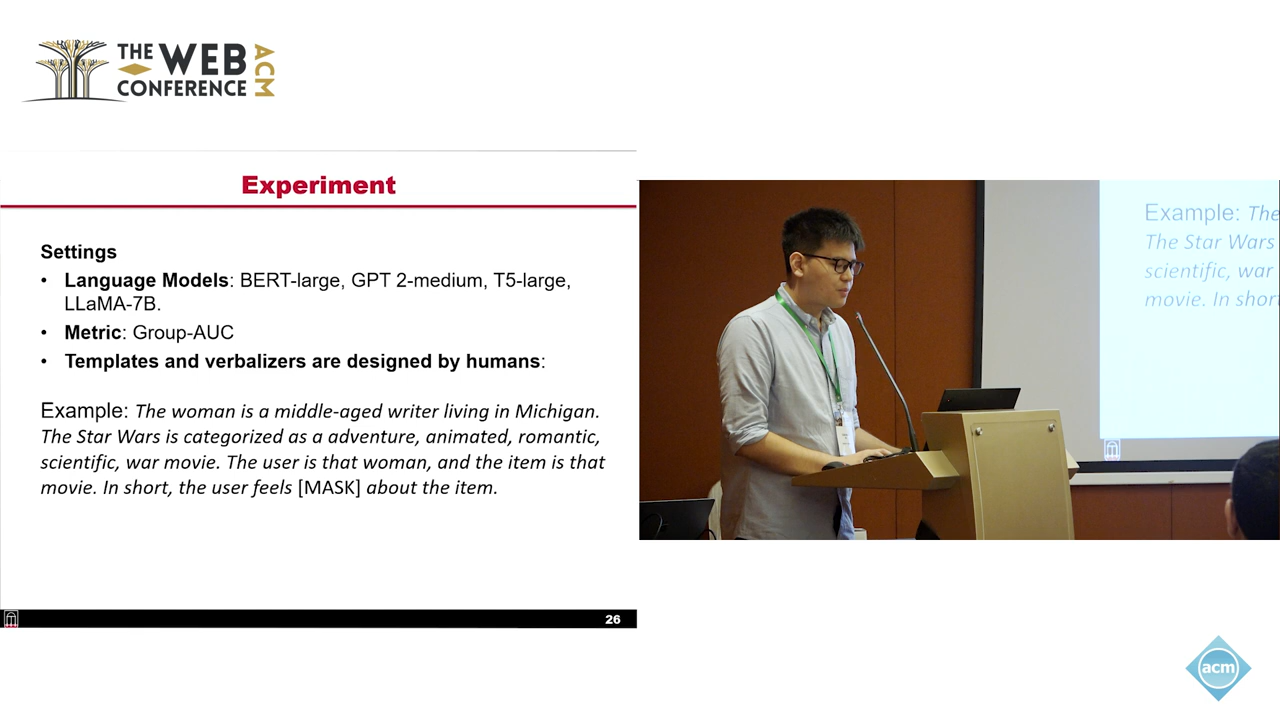 THE WEB
CONFERENCE
ACM
Experiment
Settings
• Language Models: BERT-large, GPT 2-medium, T5-large,
LLaMA-7B.
• Metric: Group-AUC
• Templates and verbalizers are designed by humans:
Example: The woman is a middle-aged writer living in Michigan.
The Star Wars is categorized as a adventure, animated, romantic,
scientific, war movie. The user is that woman, and the item is that
movie. In short, the user feels [MASK] about the item.
26
Example: The
The Star Wars
scientific, war
movie. In short
acm